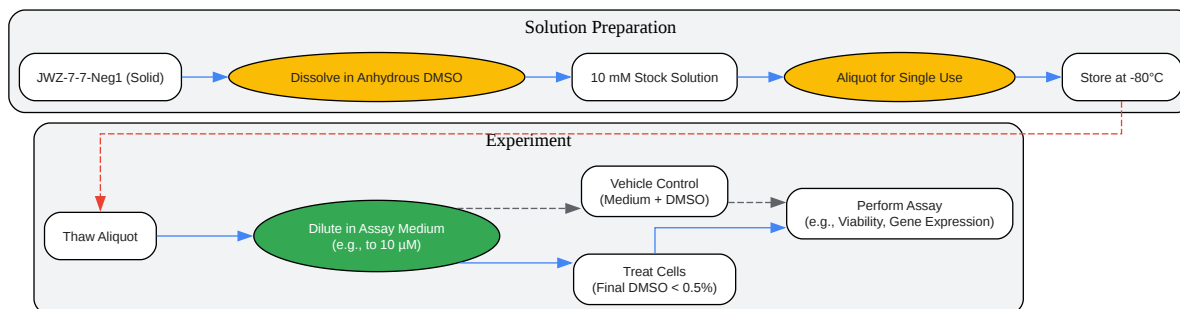 Solution Preparation
JWZ-7-7-Neg1 (Solid)
Dissolve in Anhydrous DMSO
10 mM Stock Solution
Aliquot for Single Use
Store at -80°C
Experiment
Thaw Aliquot
Dilute in Assay Medium
(e.g., to 10 µM)
Vehicle Control
(Medium + DMSO)
Treat Cells
(Final DMSO < 0.5%)
Perform Assay
(e.g., Viability, Gene Expression)